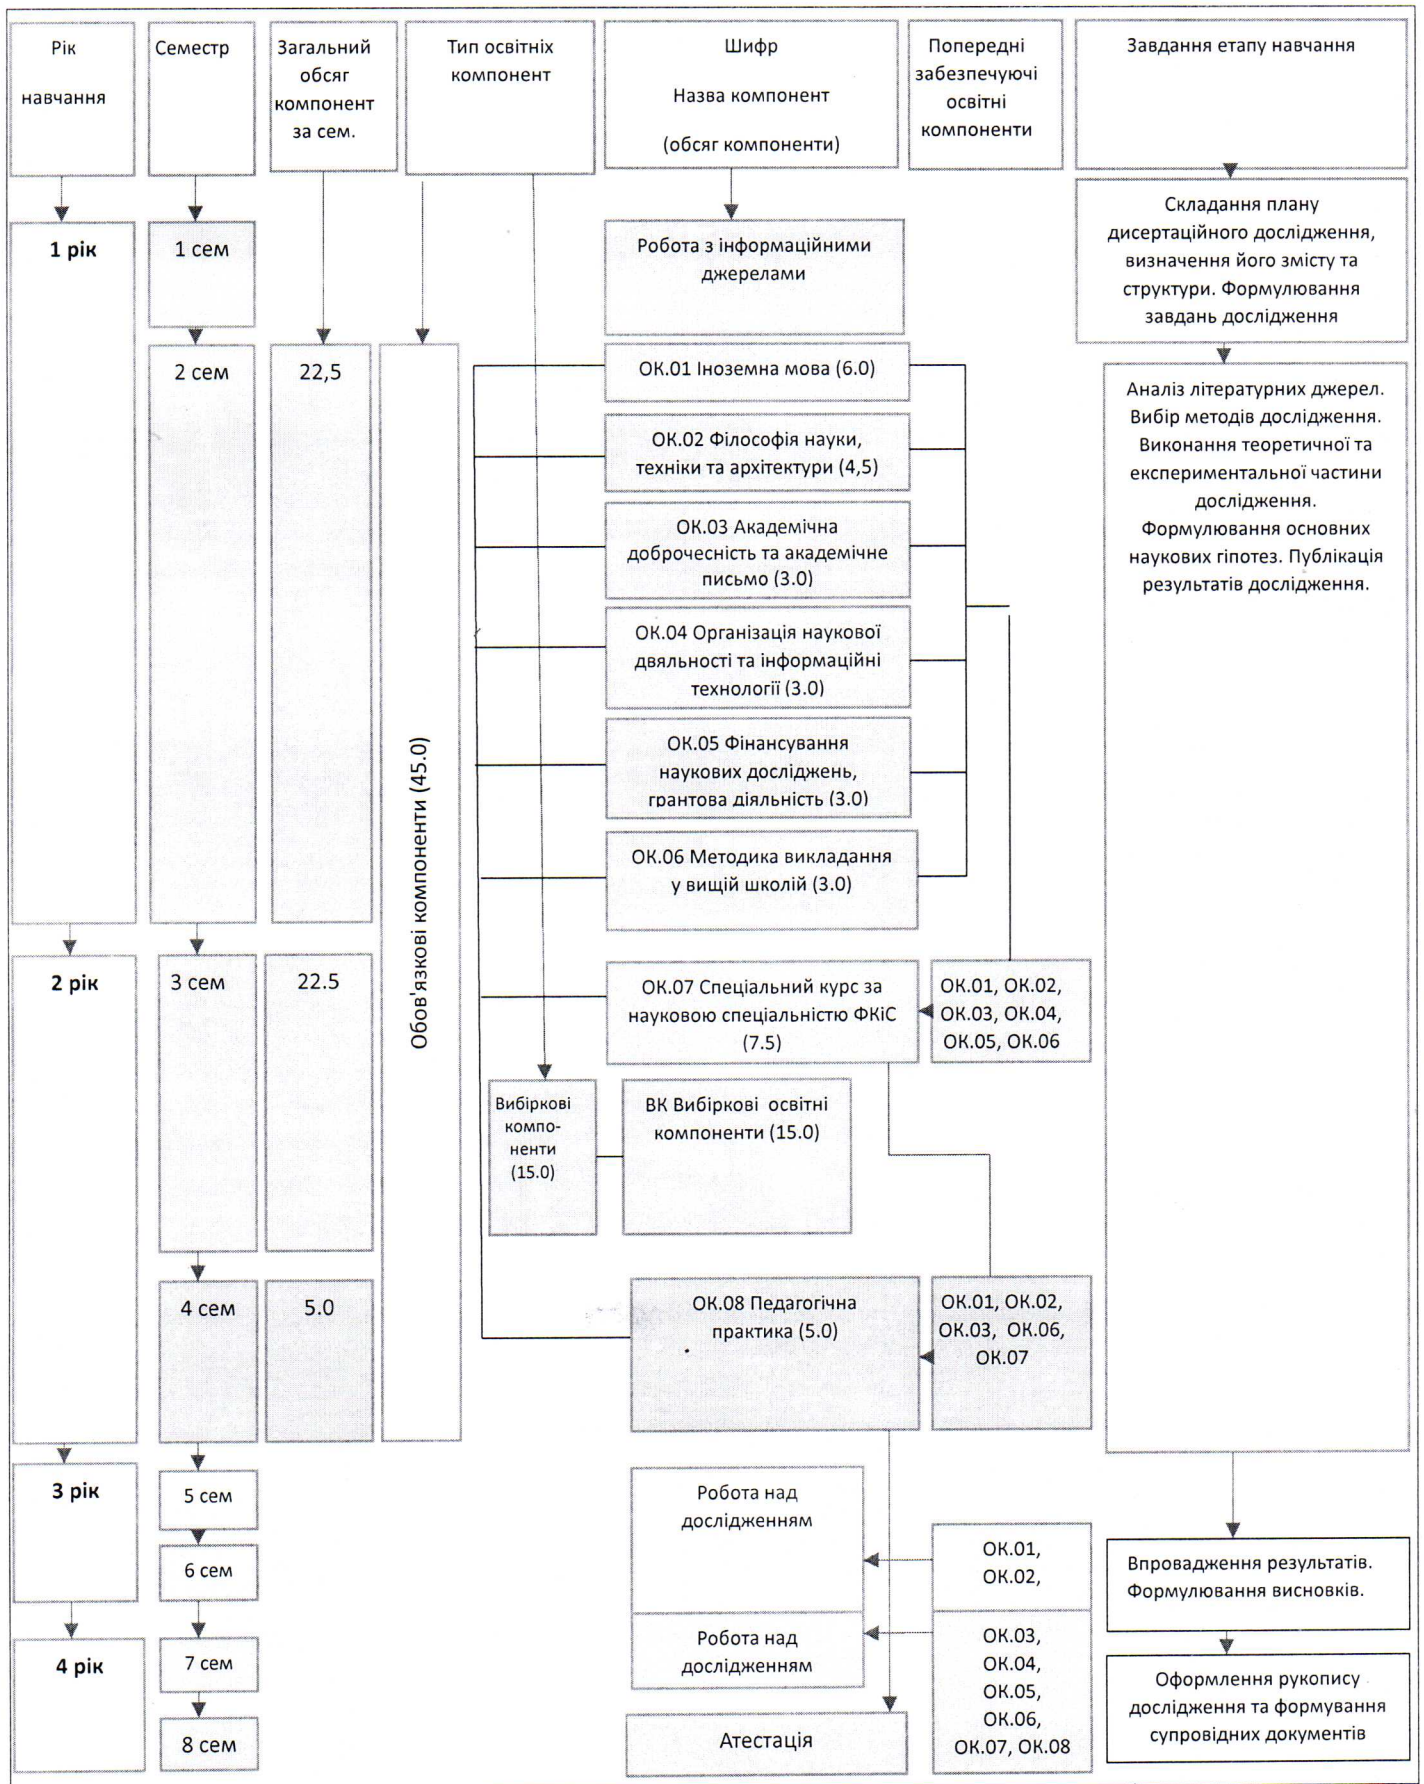 Рік
навчання
Семестр
Загальний
обсяг
компонент
за сем.
Тип освітніх
компонент
Шифр
Назва компонент
(обсяг компоненти)
Попередні
забезпечуючі
освітні
компоненти
Завдання етапу навчання
1 рік
1 сем
Робота з інформаційними
джерелами
Складання плану
дисертаційного дослідження,
визначення його змісту та
структури. Формулювання
завдань дослідження
2 сем
22,5
Обов'язкові компоненти (45.0)
ОК.01 Іноземна мова (6.0)
ОК.02 Філософія науки,
техніки та архітектури (4,5)
ОК.03 Академічна
доброчесність та академічне
письмо (3.0)
ОК.04 Організація наукової
двяльності та інформаційні
технології (3.0)
ОК.05 Фінансування
наукових досліджень,
грантова діяльність (3.0)
ОК.06 Методика викладання
у вищій школій (3.0)
Аналіз літературних джерел.
Вибір методів дослідження.
Виконання теоретичної та
експериментальної частини
дослідження.
Формулювання основних
наукових гіпотез. Публікація
результатів дослідження.
2 рік
3 сем
22.5
ОК.07 Спеціальний курс за
науковою спеціальністю ФКіС
(7.5)
ОК.01, ОК.02,
ОК.03, ОК.04,
ОК.05, ОК.06
Вибіркові
компо-
ненти
(15.0)
ВК Вибіркові освітні
компоненти (15.0)
4 сем
5.0
ОК.08 Педагогічна
практика (5.0)
ОК.01, ОК.02,
ОК.03, ОК.06,
ОК.07
3 рік
5 сем
6 сем
Робота над
дослідженням
ОК.01,
ОК.02,
Впровадження результатів.
Формулювання висновків.
4 рік
7 сем
8 сем
Робота над
дослідженням
ОК.03,
ОК.04,
ОК.05,
ОК.06,
ОК.07, ОК.08
Атестація
Оформлення рукопису
дослідження та формування
супровідних документів